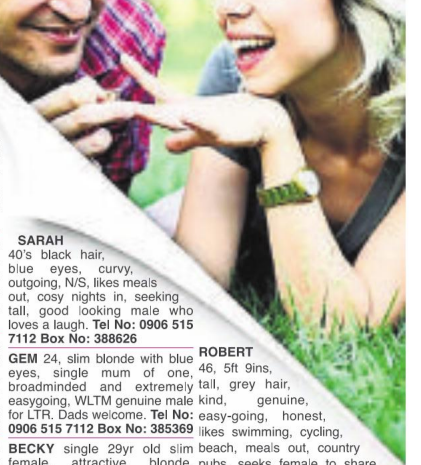 SARAH
40's black hair,
blue eyes, curvy,
outgoing, N/S, likes meals
out, cosy nights in, seeking
tall, good looking male who
loves a laugh. Tel No: 0906 515
7112 Box No: 388626
GEM 24, slim blonde with blue
eyes, single mum of one,
broadminded and extremely
easygoing, WLTM genuine male
for LTR. Dads welcome. Tel No:
0906 515 7112 Box No: 385369
BECKY single 29yr old slim
female attractive blonde
ROBERT
46, 5ft 9ins,
tall, grey hair,
kind, genuine,
easy-going, honest,
likes swimming, cycling,
beach, meals out, country
pubs, seeks female to share